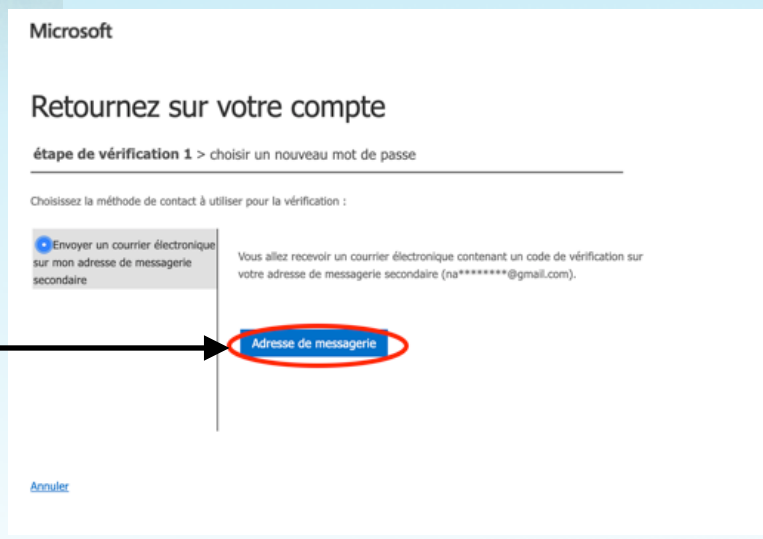 Microsoft
Retournez sur votre compte
étape de vérification 1 > choisir un nouveau mot de passe
Choisissez la méthode de contact à utiliser pour la vérification :
Envoyer un courrier électronique
sur mon adresse de messagerie
secondaire
Vous allez recevoir un courrier électronique contenant un code de vérification sur
votre adresse de messagerie secondaire (na********@gmail.com).
Adresse de messagerie
Annuler